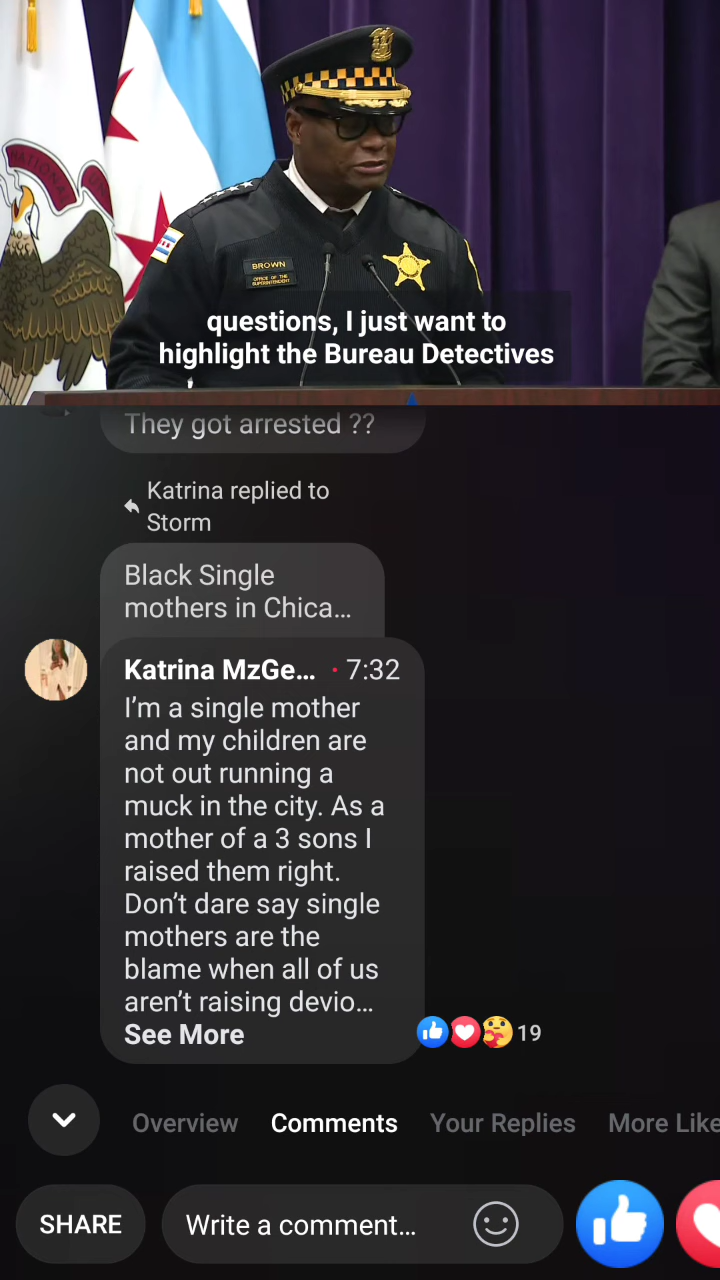 NATIONAL
BROWN
OFFICE OF THE
SUPERINTENDENT
questions, I just want to
highlight the Bureau Detectives
They got arrested ??
Katrina replied to
Storm
Black Single
mothers in Chica...
Katrina MzGe... · 7:32
I'm a single mother
and my children are
not out running a
muck in the city. As a
mother of a 3 sons I
raised them right.
Don't dare say single
mothers are the
blame when all of us
aren't raising devio...
See More
19
Overview Comments Your Replies More Like
SHARE Write a comment...